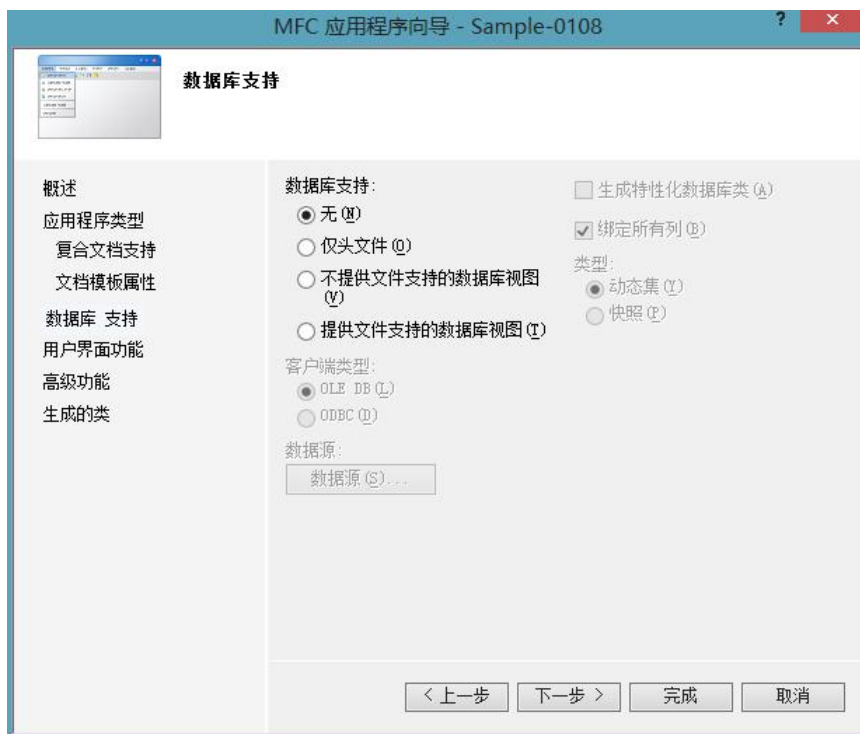 MFC 应用程序向导 - Sample-0108
?
数据库支持
概述
应用程序类型
复合文档支持
文档模板属性
数据库 支持
用户界面功能
高级功能
生成的类
数据库支持:
无(N)
仅头文件(O)
不提供文件支持的数据库视图
(V)
提供文件支持的数据库视图(T)
客户端类型:
OLE DB(L)
ODBC(D)
数据源:
数据源(S)...
生成特性化数据库类(A)
绑定所有列(B)
类型:
动态集(Y)
快照(P)
< 上一步
下一步 >
完成
取消